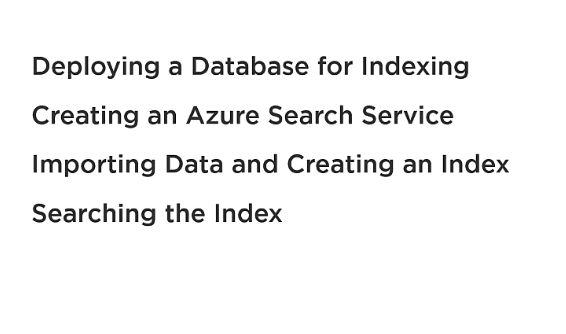 Deploying a Database for Indexing
Creating an Azure Search Service
Importing Data and Creating an Index
Searching the Index